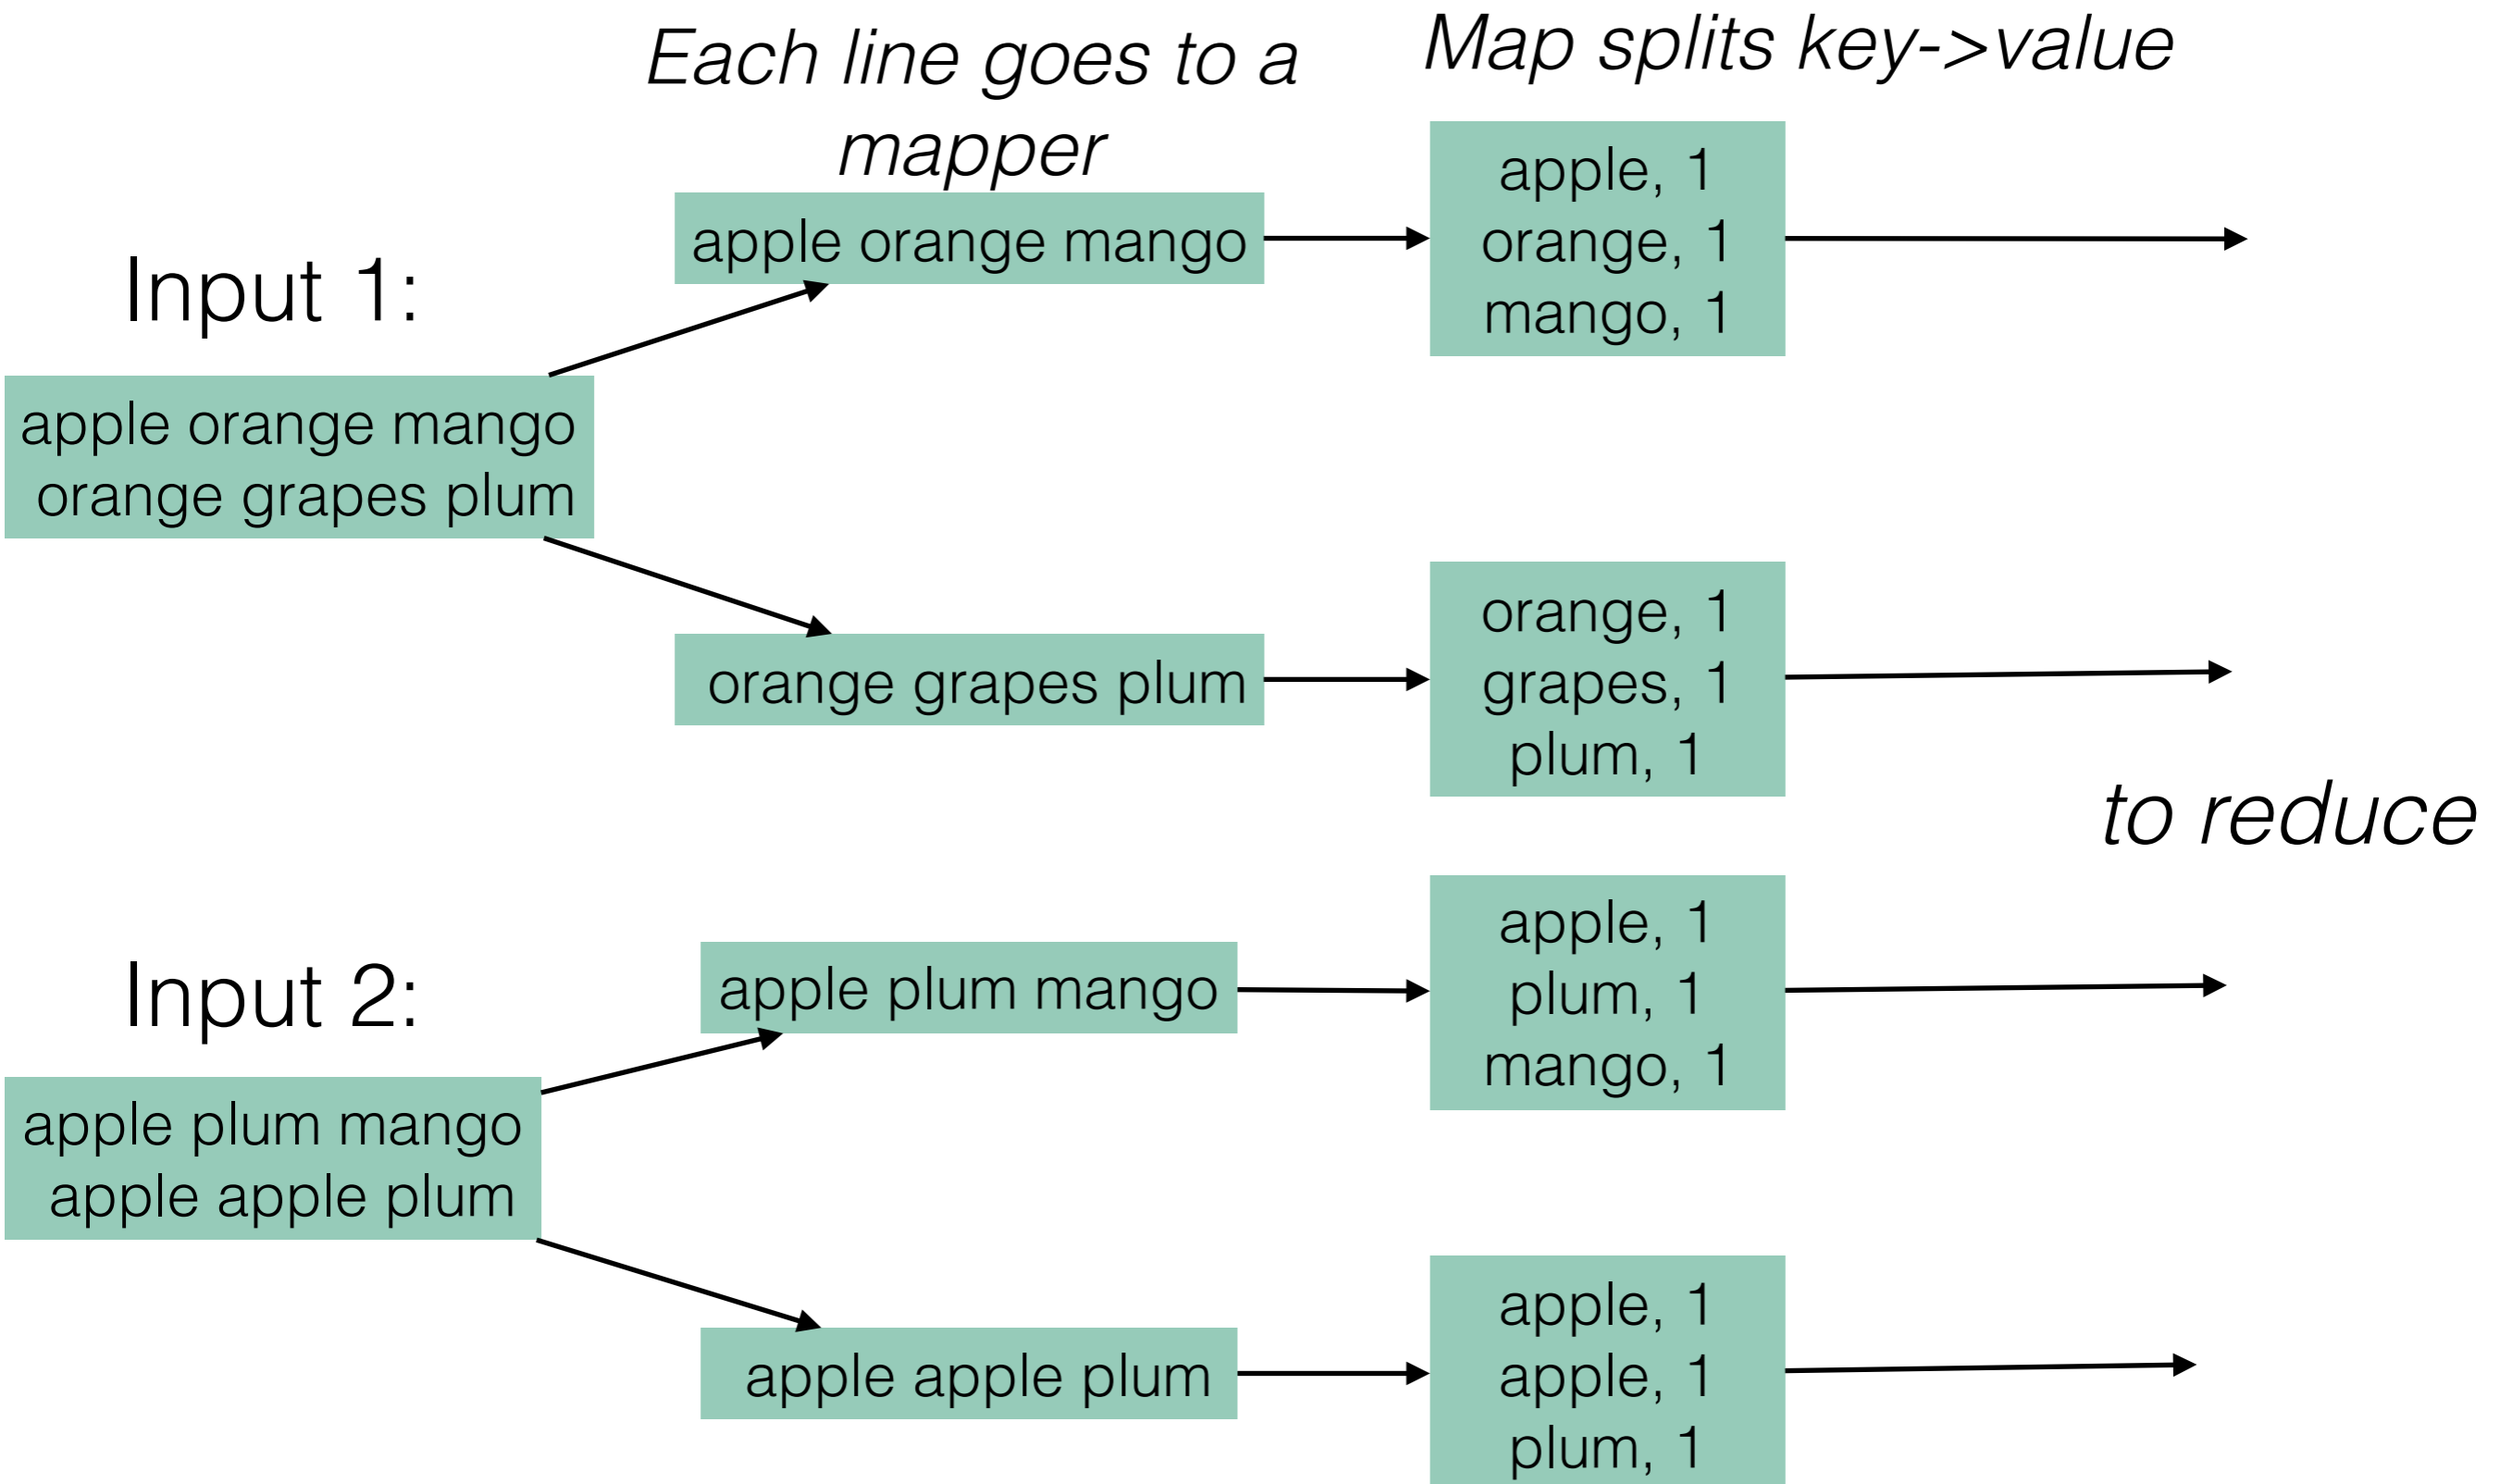 Each line goes to a
mapper
Map splits key->value
Input 1:
apple orange mango
orange grapes plum
apple orange mango
apple, 1
orange, 1
mango, 1
orange grapes plum
orange, 1
grapes, 1
plum, 1
to reduce
Input 2:
apple plum mango
apple apple plum
apple plum mango
apple, 1
plum, 1
mango, 1
apple apple plum
apple, 1
apple, 1
plum, 1